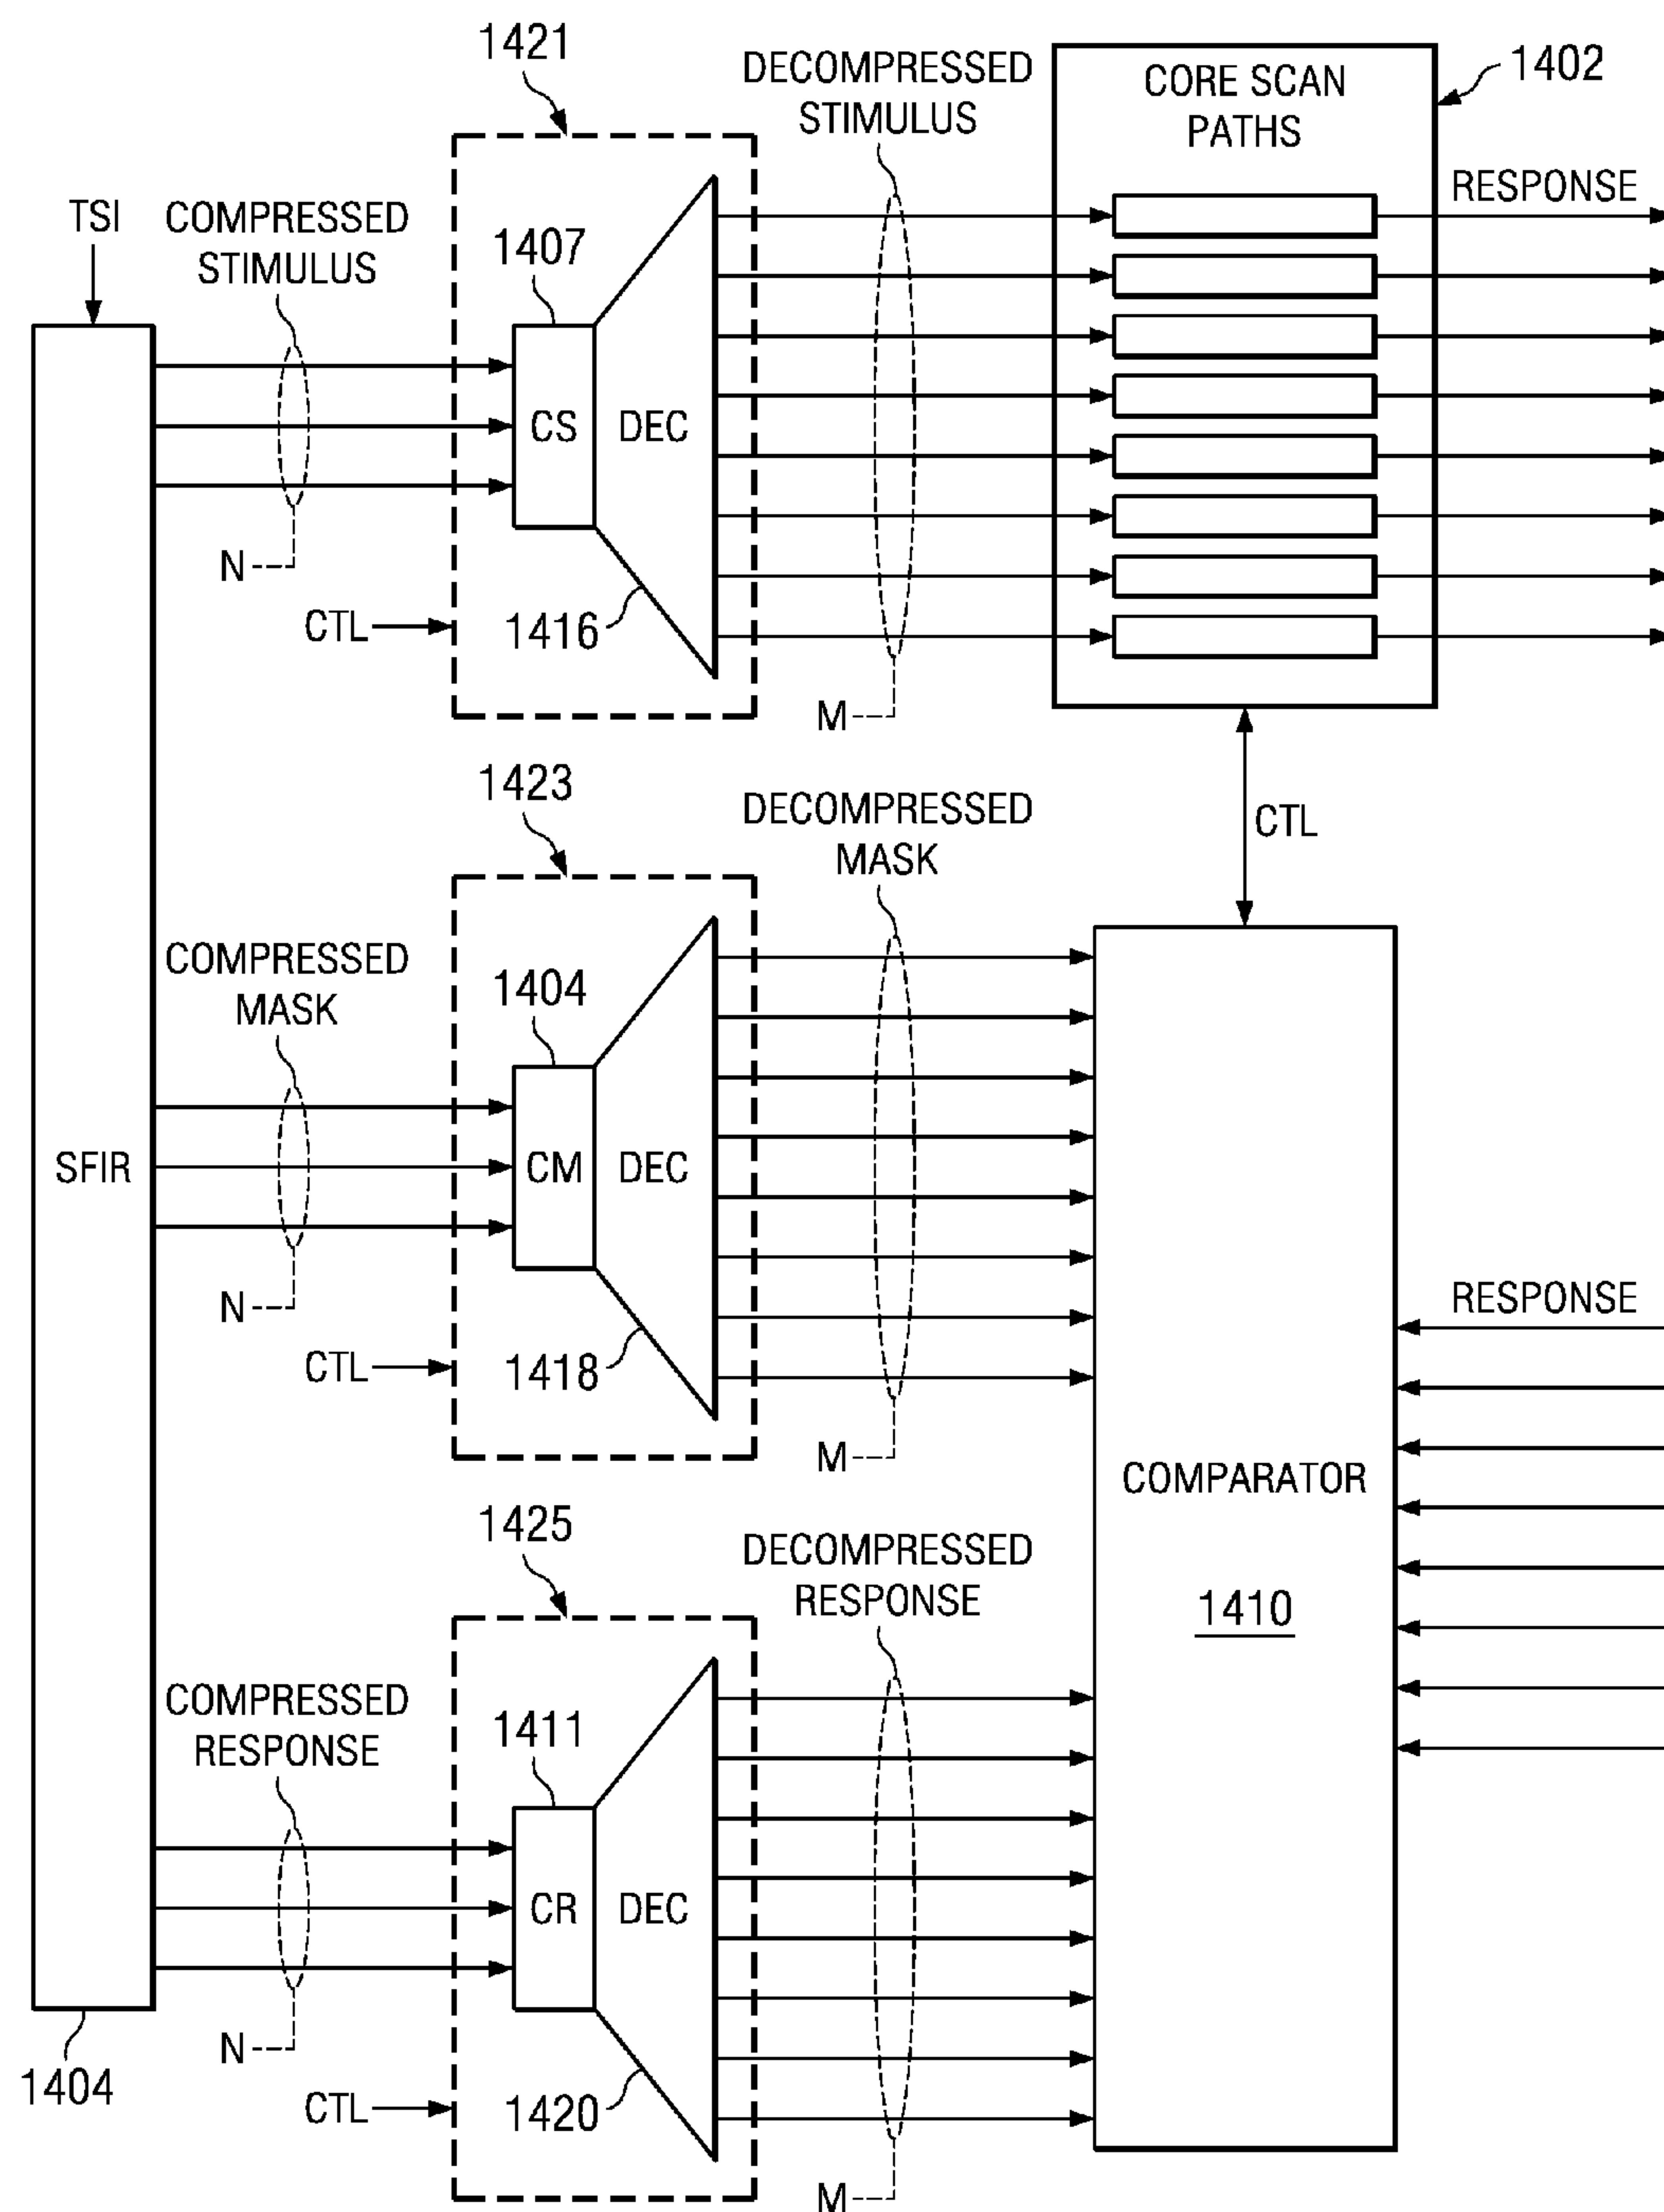 1421
DECOMPRESSED
STIMULUS
CORE SCAN
PATHS
1402
TSI
COMPRESSED
STIMULUS
1407
RESPONSE
CS
DEC
N
CTL
1416
M
1423
DECOMPRESSED
MASK
CTL
COMPRESSED
MASK
1404
SFIR
CM
DEC
N
CTL
1418
M
RESPONSE
COMPARATOR
1410
1425
DECOMPRESSED
RESPONSE
COMPRESSED
RESPONSE
1411
CR
DEC
N
1404
CTL
1420
M